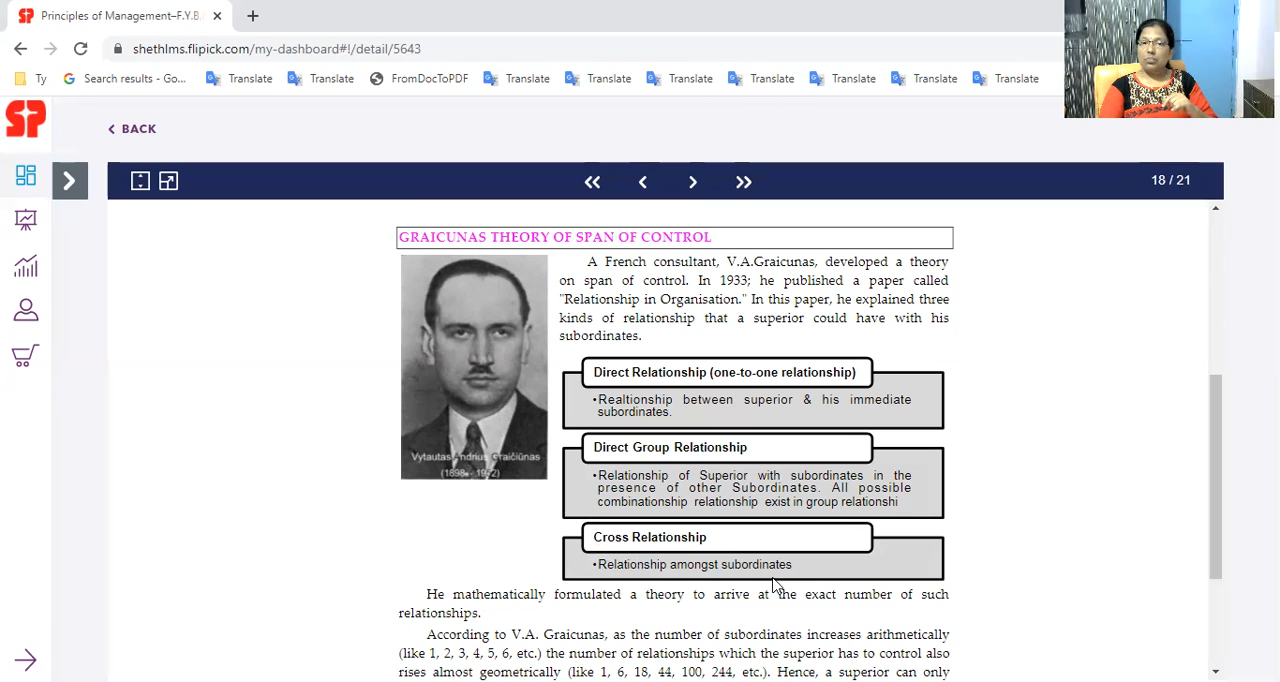 Principles of Management–F.Y.B.
shethlms.flipick.com/my-dashboard#!/detail/5643
Ty
Search results - Go...
Translate
Translate
FromDocToPDF
Translate
Translate
Translate
Translate
Translate
Translate
Translate
SP
BACK
18 / 21
GRAICUNAS THEORY OF SPAN OF CONTROL
A French consultant, V.A.Graicunas, developed a theory
on span of control. In 1933; he published a paper called
"Relationship in Organisation." In this paper, he explained three
kinds of relationship that a superior could have with his
subordinates.
Vytautas Andrius Graičiūnas
(1898 - 1952)
Direct Relationship (one-to-one relationship)
•Realtionship between superior & his immediate
subordinates.
Direct Group Relationship
•Relationship of Superior with subordinates in the
presence of other Subordinates. All possible
combinationship relationship exist in group relationshi
Cross Relationship
•Relationship amongst subordinates
He mathematically formulated a theory to arrive at the exact number of such
relationships.
According to V.A. Graicunas, as the number of subordinates increases arithmetically
(like 1, 2, 3, 4, 5, 6, etc.) the number of relationships which the superior has to control also
rises almost geometrically (like 1, 6, 18, 44, 100, 244, etc.). Hence, a superior can only